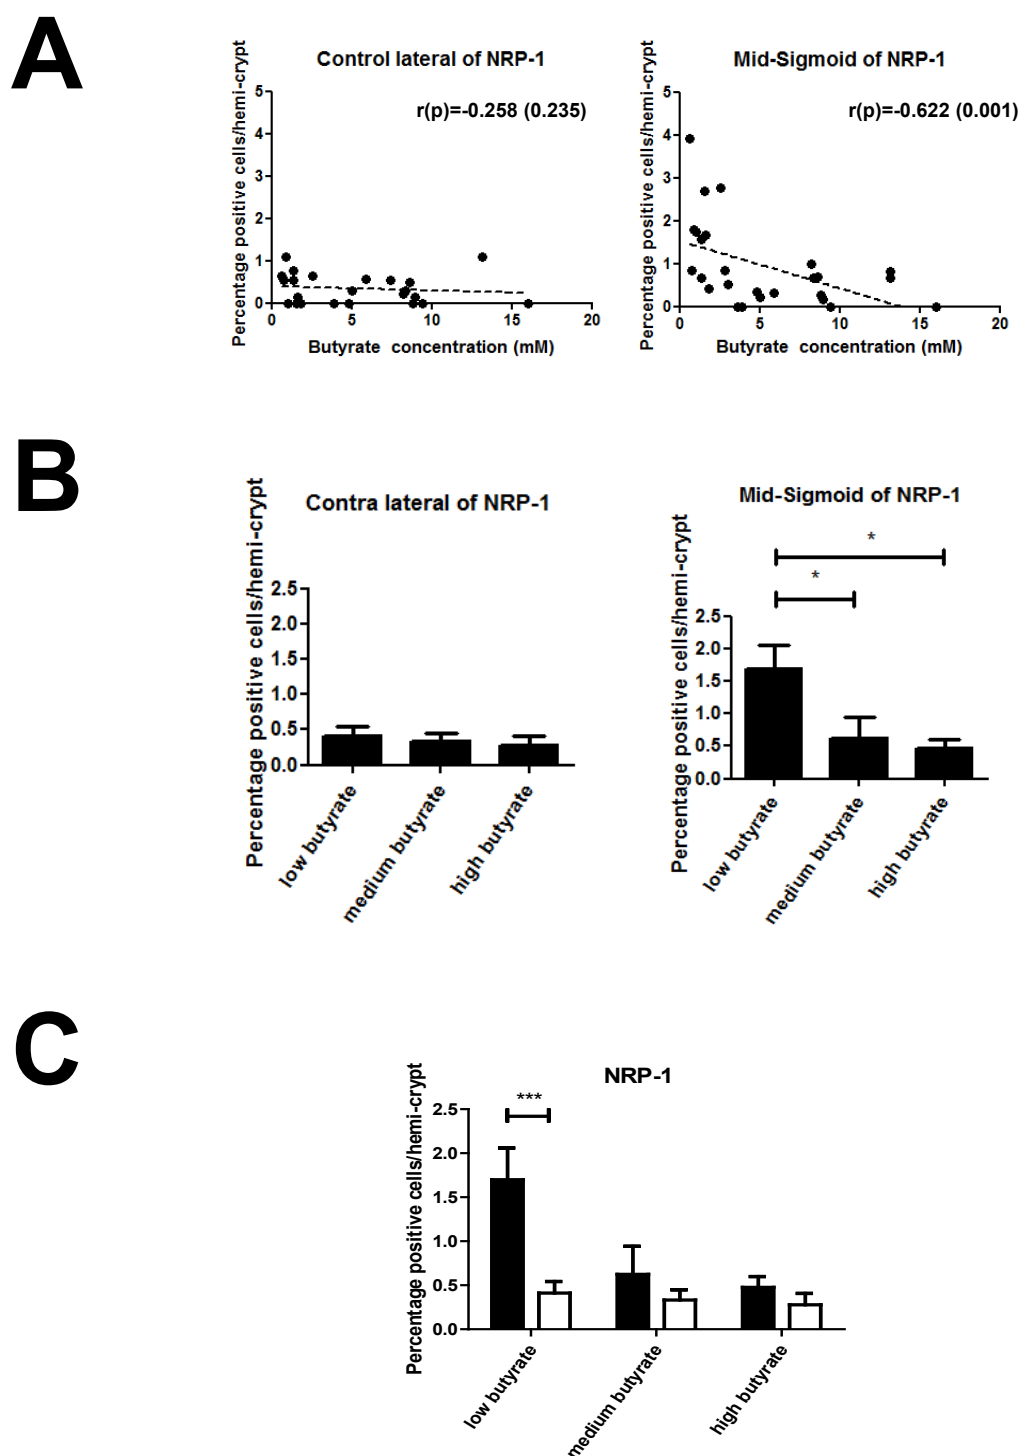 A
Control lateral of NRP-1
r(p)=-0.258 (0.235)
Percentage positive cells/hemi-crypt
5
4
3
2
1
0
0 5 10 15 20
Butyrate concentration (mM)
Mid-Sigmoid of NRP-1
r(p)=-0.622 (0.001)
Percentage positive cells/hemi-crypt
5
4
3
2
1
0
0 5 10 15 20
Butyrate concentration (mM)
B
Contra lateral of NRP-1
Percentage positive cells/hemi-crypt
2.5
2.0
1.5
1.0
0.5
0.0
low butyrate
medium butyrate
high butyrate
Mid-Sigmoid of NRP-1
*
*
Percentage positive cells/hemi-crypt
2.5
2.0
1.5
1.0
0.5
0.0
low butyrate
medium butyrate
high butyrate
C
NRP-1
***
Percentage positive cells/hemi-crypt
2.5
2.0
1.5
1.0
0.5
0.0
low butyrate
medium butyrate
high butyrate